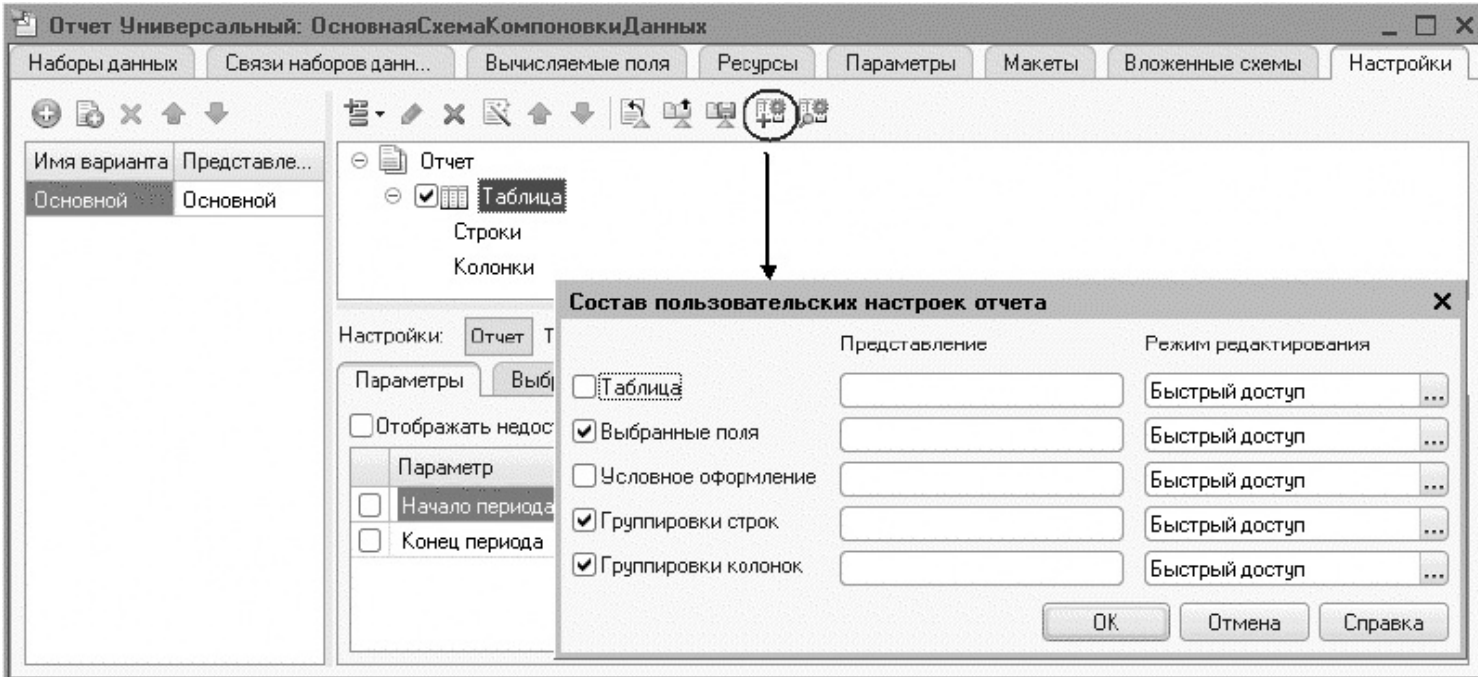 Отчет Универсальный: ОсновнаяСхемаКомпоновкиДанных
Наборы данных Связи наборов данн... Вычисляемые поля Ресурсы Параметры Макеты Вложенные схемы Настройки
Имя варианта Представле...
Основной Основной
Отчет
Таблица
Строки
Колонки
Настройки: Отчет Т
Параметры Выб
Отображать недос
Параметр
Начало периода
Конец периода
Состав пользовательских настроек отчета
Представление Режим редактирования
Таблица Быстрый доступ ...
Выбранные поля Быстрый доступ ...
Условное оформление Быстрый доступ ...
Группировки строк Быстрый доступ ...
Группировки колонок Быстрый доступ ...
ОК Отмена Справка